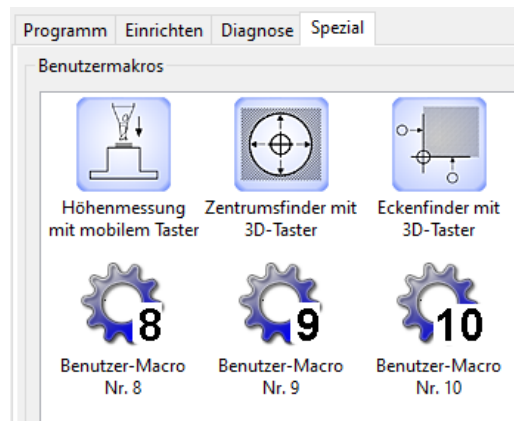 Programm Einrichten Diagnose Spezial
Benutzermakros
Höhenmessung
mit mobilem Taster
Zentrumsfinder mit
3D-Taster
Eckenfinder mit
3D-Taster
8
Benutzer-Macro
Nr. 8
9
Benutzer-Macro
Nr. 9
10
Benutzer-Macro
Nr. 10